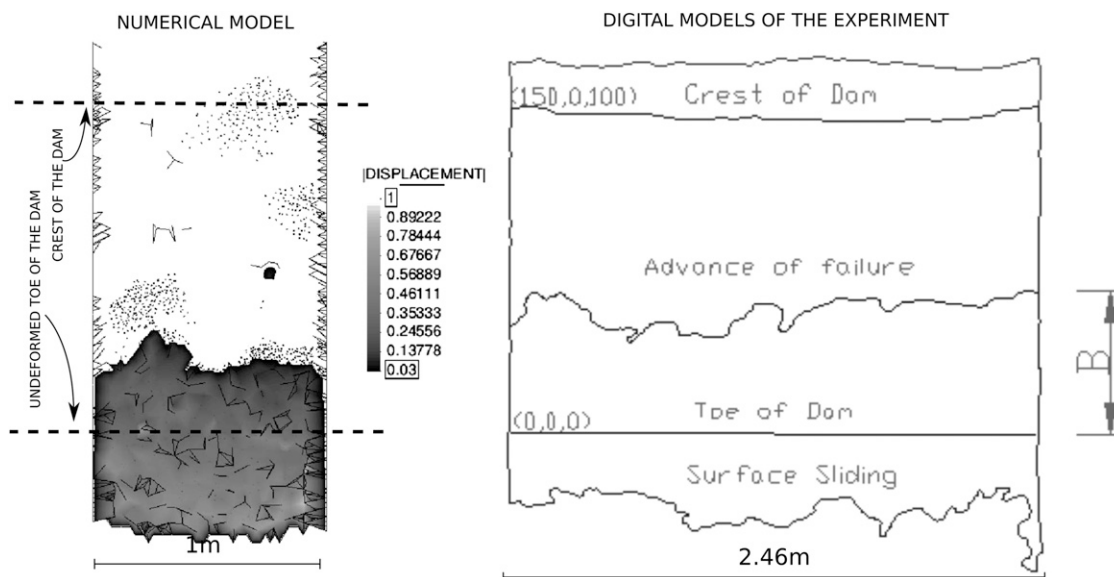 NUMERICAL MODEL
UNDEFORMED TOE OF THE DAM
CREST OF THE DAM
|DISPLACEMENT|
1
0.89222
0.78444
0.67667
0.56889
0.46111
0.35333
0.24556
0.13778
0.03
1m
DIGITAL MODELS OF THE EXPERIMENT
(150,0,100) Crest of Dam
Advance of failure
B
(0,0,0) Toe of Dam
Surface Sliding
2.46m